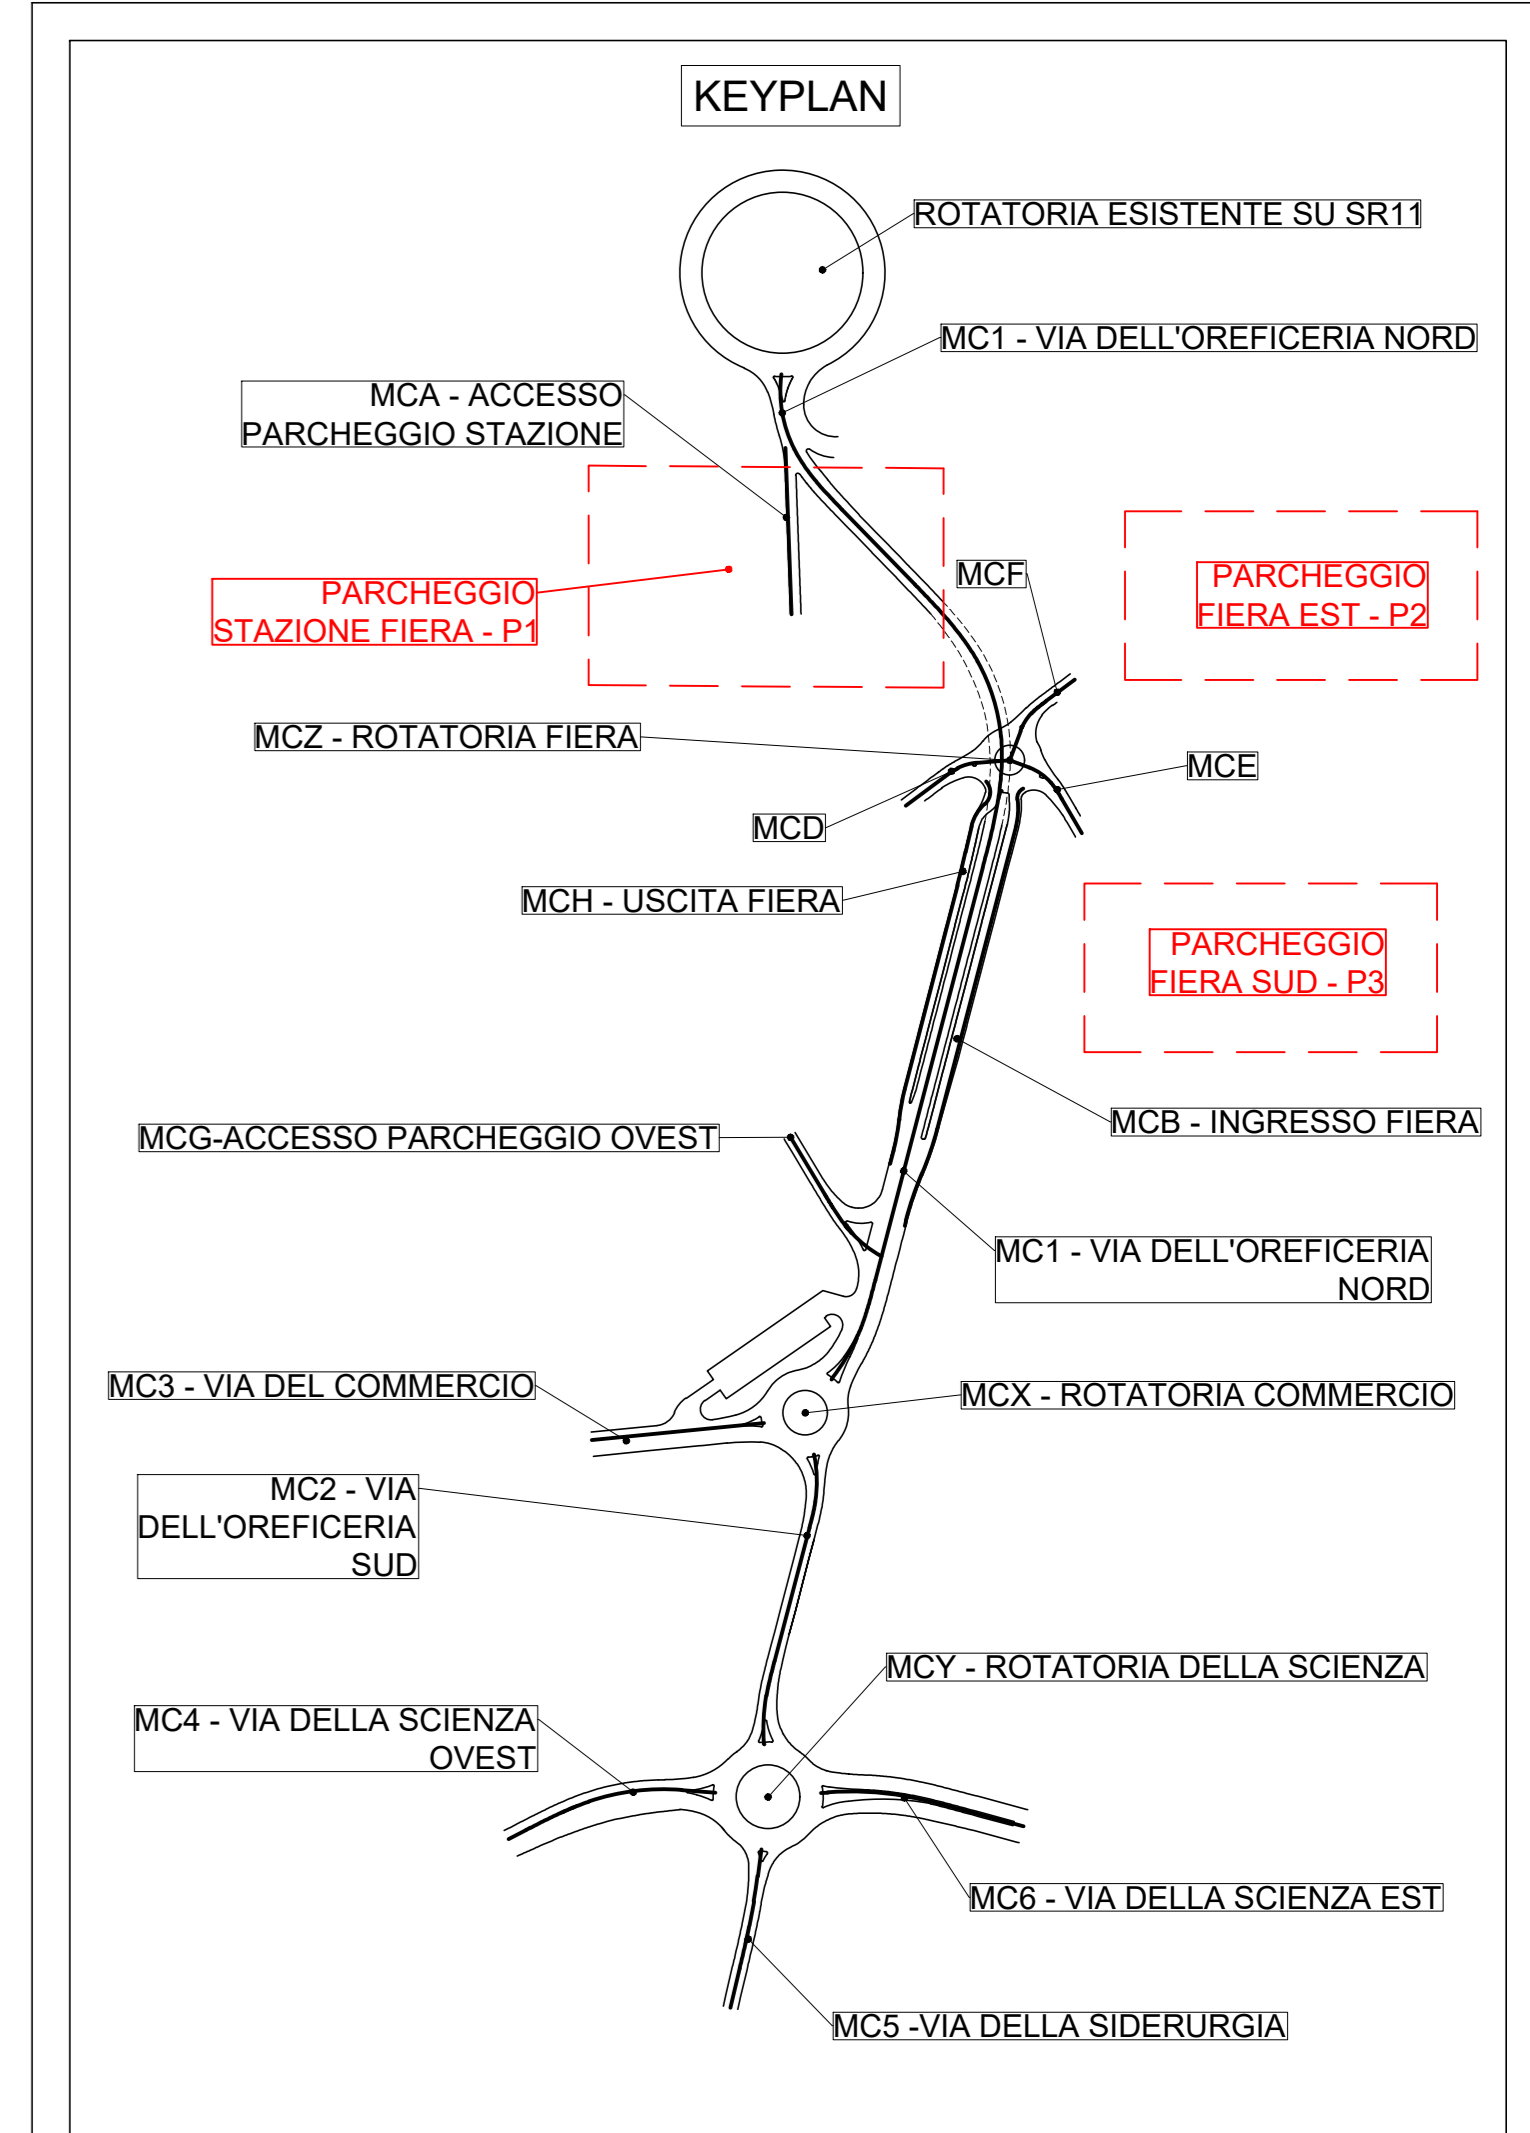 KEYPLAN
ROTATORIA ESISTENTE SU SR11
MC1 - VIA DELL'OREFICERIA NORD
MCA - ACCESSO
PARCHEGGIO STAZIONE
MCF
PARCHEGGIO
FIERA EST - P2
PARCHEGGIO
STAZIONE FIERA - P1
MCZ - ROTATORIA FIERA
MCE
MCD
MCH - USCITA FIERA
PARCHEGGIO
FIERA SUD - P3
MCB - INGRESSO FIERA
MCG-ACCESSO PARCHEGGIO OVEST
MC1 - VIA DELL'OREFICERIA
NORD
MC3 - VIA DEL COMMERCIO
MCX - ROTATORIA COMMERCIO
MC2 - VIA
DELL'OREFICERIA
SUD
MCY - ROTATORIA DELLA SCIENZA
MC4 - VIA DELLA SCIENZA
OVEST
MC6 - VIA DELLA SCIENZA EST
MC5 -VIA DELLA SIDERURGIA